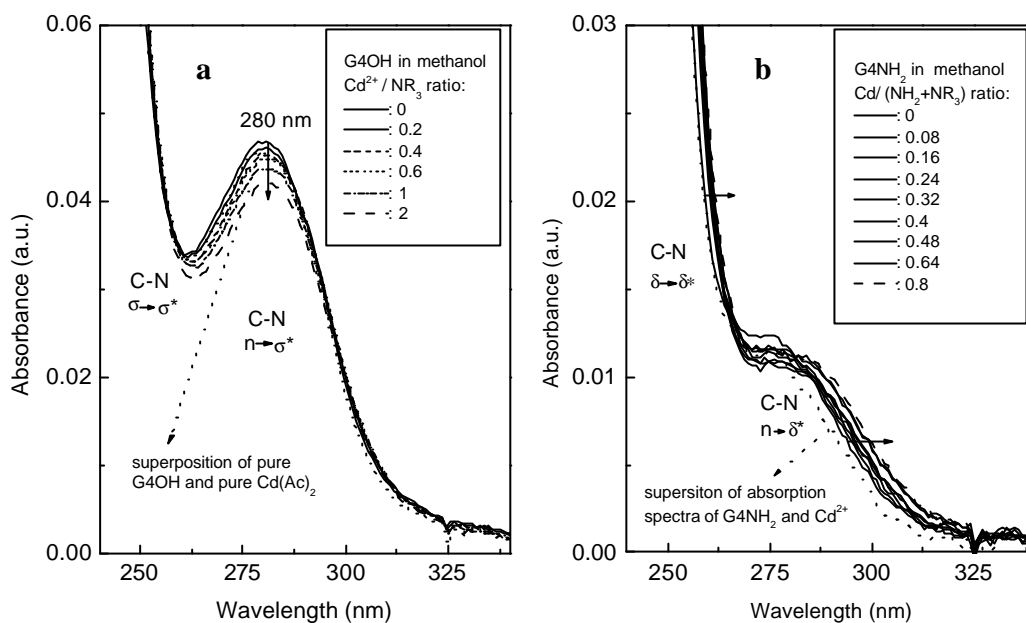 0.06
0.04
0.02
0.00
Absorbance (a.u.)
250
275
300
325
Wavelength (nm)
a
G4OH in methanol
Cd²⁺ / NR₃ ratio:
: 0
: 0.2
: 0.4
: 0.6
: 1
: 2
280 nm
C-N
σ→σ*
C-N
n→σ*
superposition of pure
G4OH and pure Cd(Ac)₂
0.03
0.02
0.01
0.00
Absorbance (a.u.)
250
275
300
325
Wavelength (nm)
b
G4NH₂ in methanol
Cd/ (NH₂+NR₃) ratio:
: 0
: 0.08
: 0.16
: 0.24
: 0.32
: 0.4
: 0.48
: 0.64
: 0.8
C-N
δ→δ*
C-N
n→δ*
supersiton of absorption
spectra of G4NH₂ and Cd²⁺